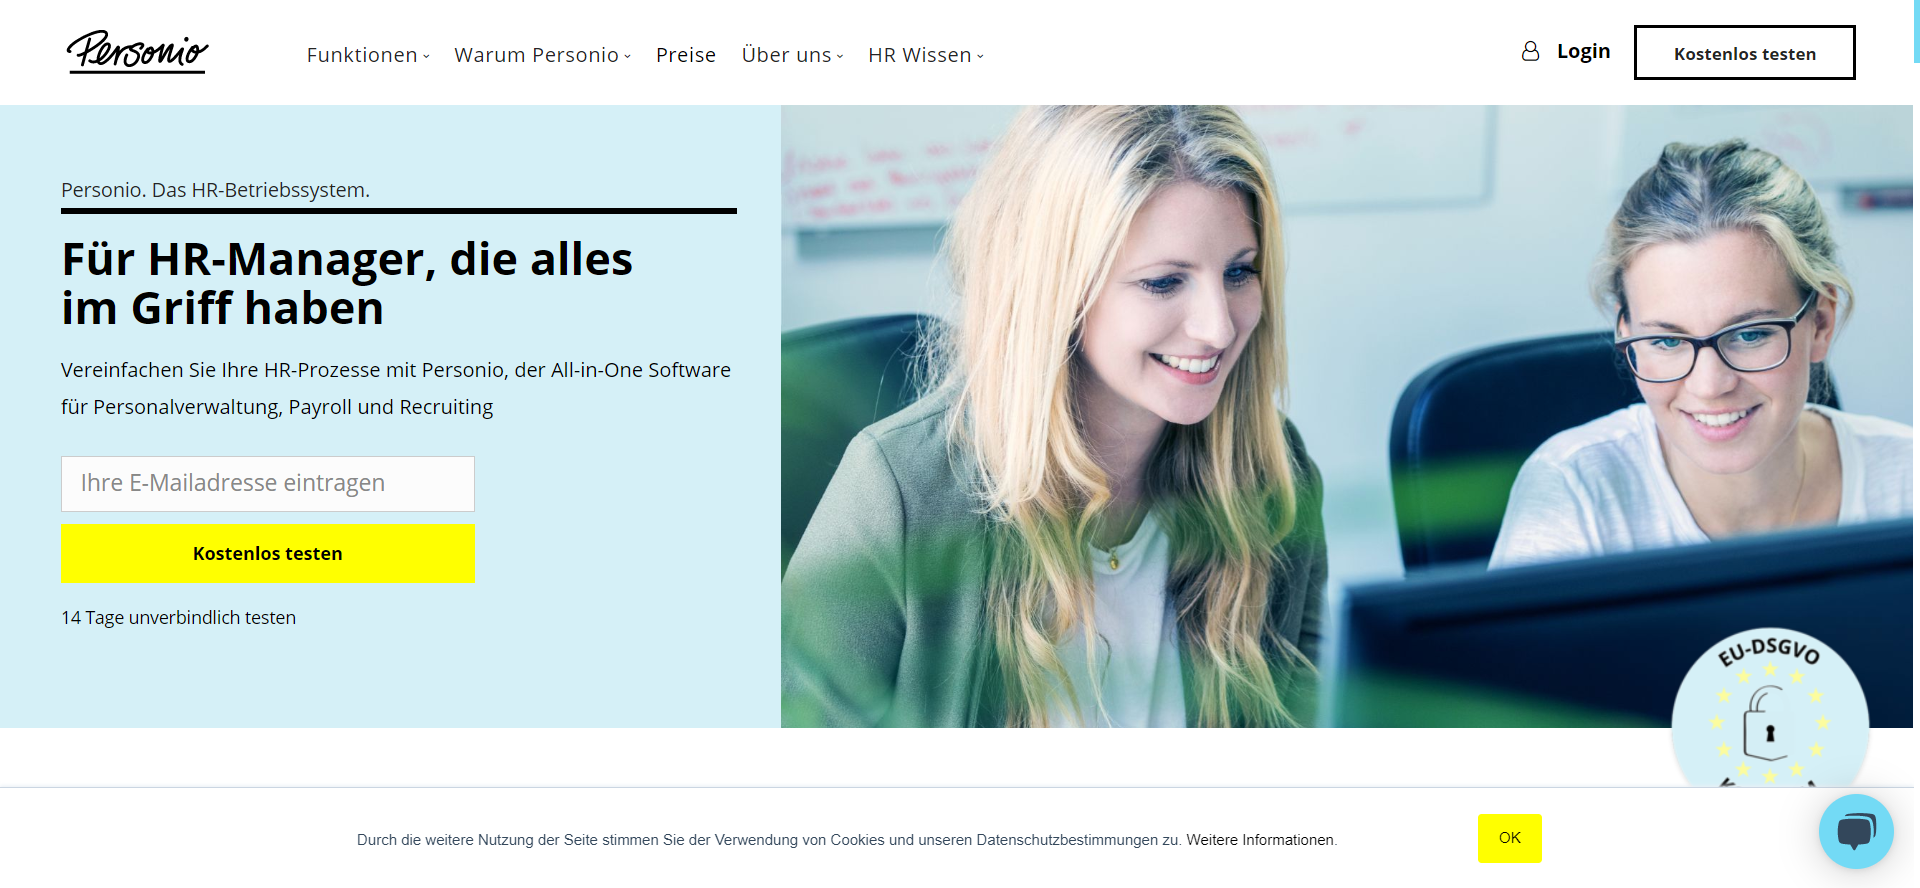 Personio
Funktionen
Warum Personio
Preise
Über uns
HR Wissen
Login
Kostenlos testen
Personio. Das HR-Betriebssystem.
Für HR-Manager, die alles
im Griff haben
Vereinfachen Sie Ihre HR-Prozesse mit Personio, der All-in-One Software
für Personalverwaltung, Payroll und Recruiting
Ihre E-Mailadresse eintragen
Kostenlos testen
14 Tage unverbindlich testen
EU-DSGVO
Durch die weitere Nutzung der Seite stimmen Sie der Verwendung von Cookies und unseren Datenschutzbestimmungen zu. Weitere Informationen.
OK